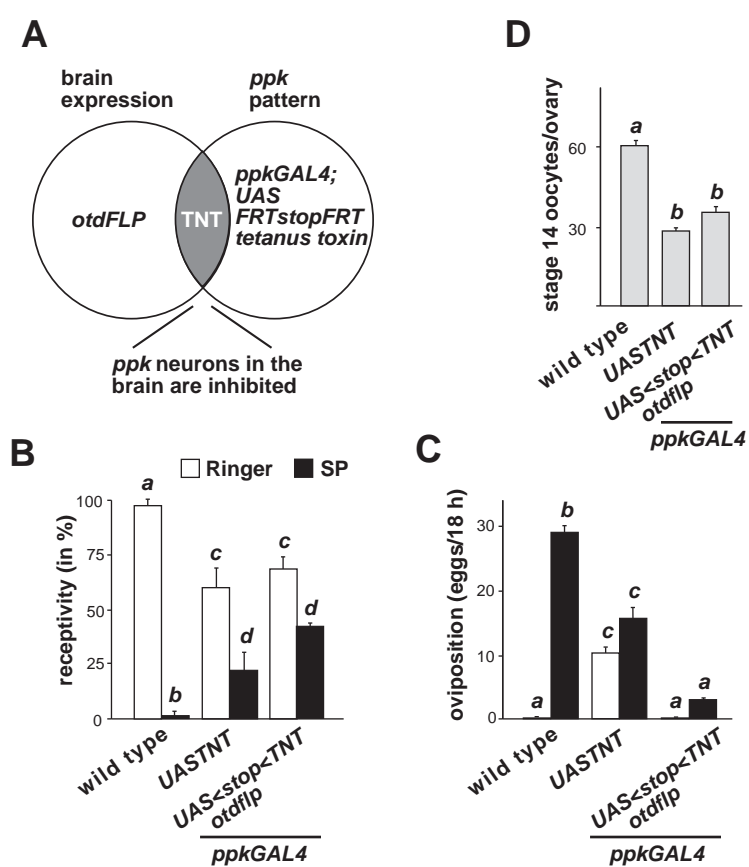 A
brain
expression
ppk
pattern
otdFLP
TNT
ppkGAL4;
UAS
FRTstopFRT
tetanus toxin
ppk neurons in the
brain are inhibited
D
stage 14 oocytes/ovary
60
30
a
b
b
wild type
UASTNT
UAS<stop<TNT
otdflp
ppkGAL4
B
Ringer
SP
receptivity (in %)
100
75
50
25
0
a
b
c
d
c
d
wild type
UASTNT
UAS<stop<TNT
otdflp
ppkGAL4
C
oviposition (eggs/18 h)
30
20
10
0
a
b
c
c
a
a
wild type
UASTNT
UAS<stop<TNT
otdflp
ppkGAL4